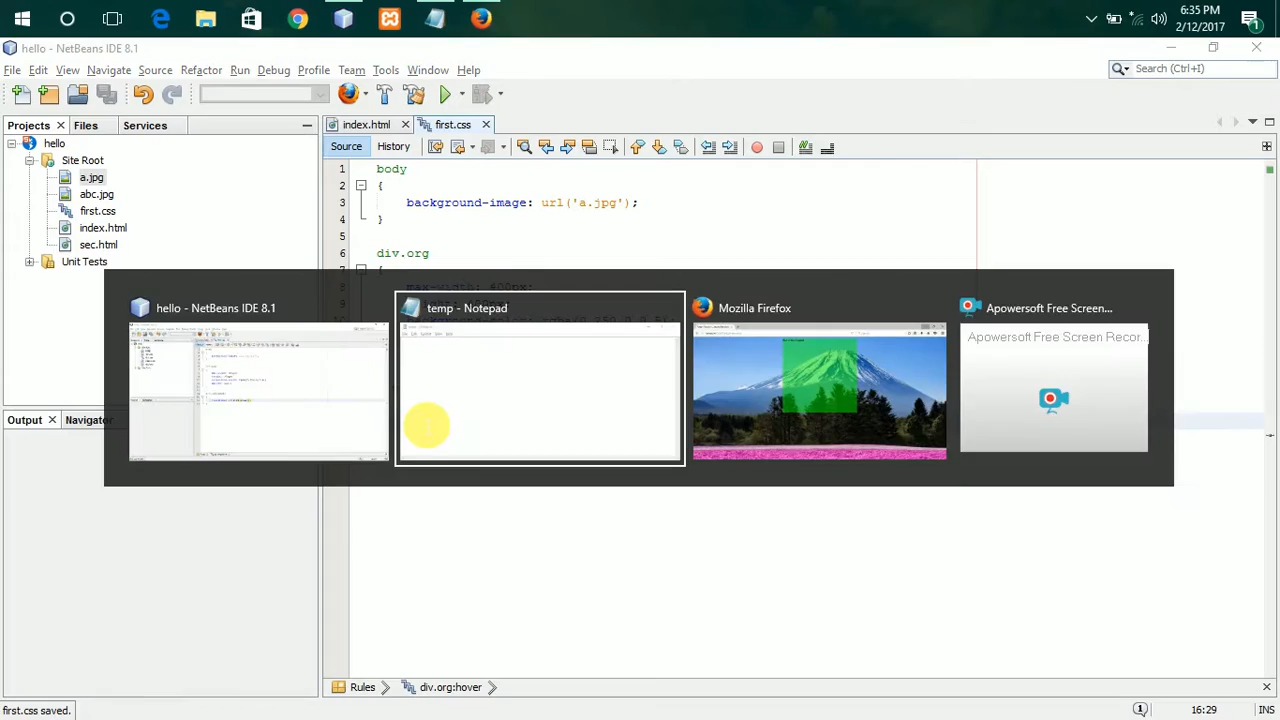 6:35 PM
2/12/2017
hello - NetBeans IDE 8.1
File Edit View Navigate Source Refactor Run Debug Profile Team Tools Window Help
Search (Ctrl+I)
Projects Files Services
index.html first.css
hello
Source History
Site Root
1 body
a.jpg
2 {
abc.jpg
3 background-image: url('a.jpg');
first.css
4 }
index.html
5
sec.html
6 div.org
Unit Tests
7 {
hello - NetBeans IDE 8.1
temp - Notepad
Mozilla Firefox
Apowersoft Free Screen...
Apowersoft Free Screen Recor...
Output Navigator
Rules div.org:hover
first.css saved.
16:29 INS